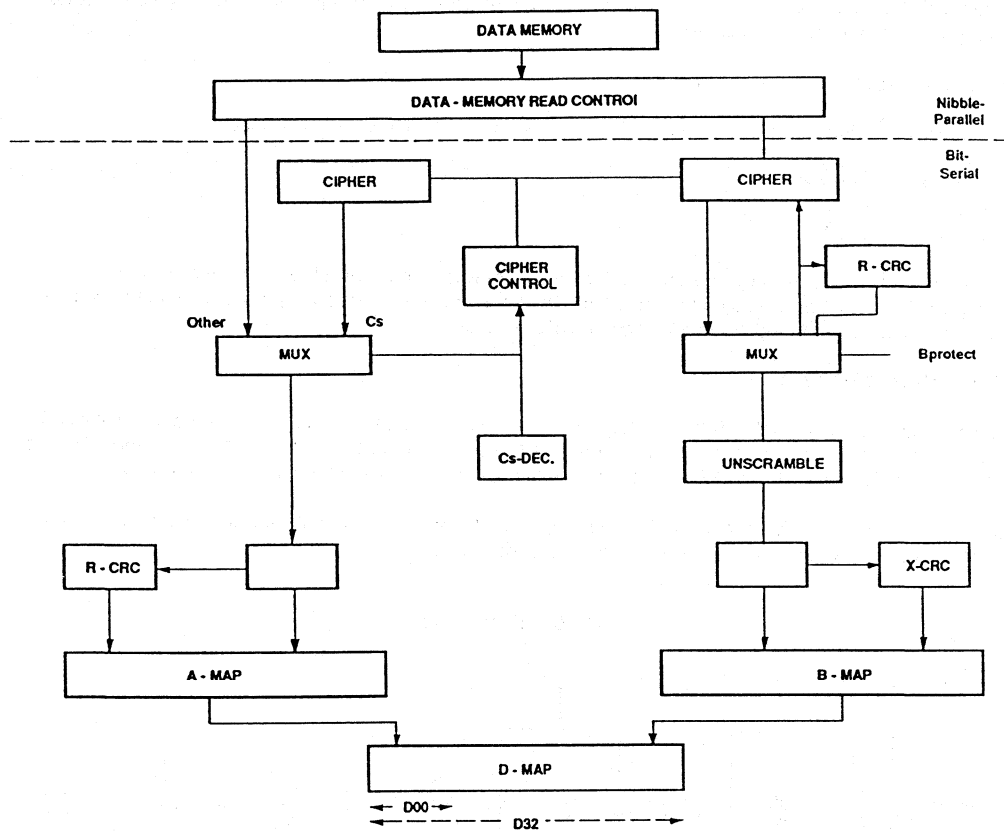 DATA MEMORY
DATA - MEMORY READ CONTROl
Nibble-
Parallel
Bit-
Serial
CIPHER
CIPHER
CIPHER
CONTROL
R - CRC
Other
Cs
MUX
MUX
Bprotect
Cs-DEC.
UNSCRAMBLE
R - CRC
X-CRC
A - MAP
B - MAP
D - MAP
D00
D32